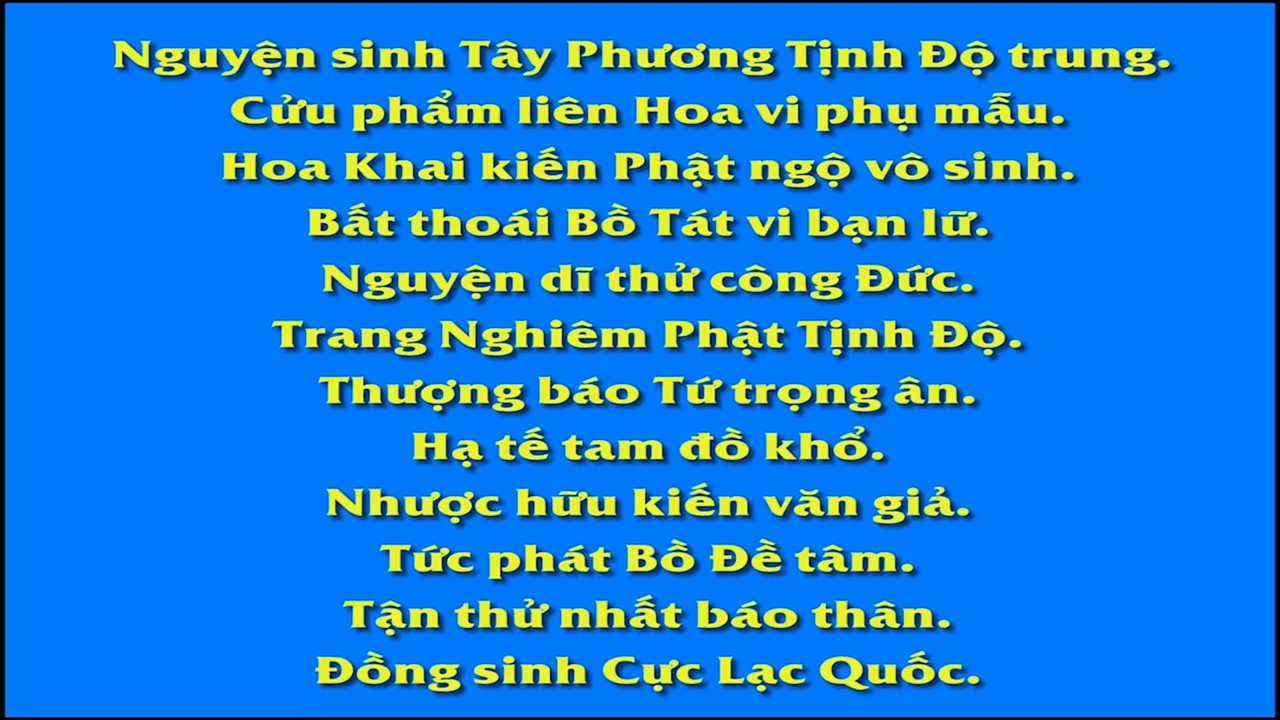 Nguyện sinh Tây Phương Tịnh Độ trung.
Cửu phẩm liên Hoa vi phụ mẫu.
Hoa Khai kiến Phật ngộ vô sinh.
Bất thoái Bồ Tát vi bạn lữ.
Nguyện dĩ thử công Đức.
Trang Nghiêm Phật Tịnh Độ.
Thượng báo Tứ trọng ân.
Hạ tế tam đồ khổ.
Nhược hữu kiến văn giả.
Tức phát Bồ Đề tâm.
Tận thử nhất báo thân.
Đồng sinh Cực Lạc Quốc.